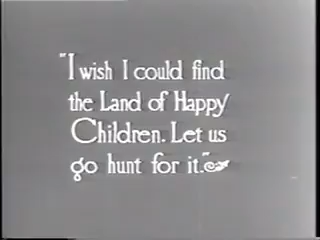 "I wish I could find
the Land of Happy
Children. Let us
go hunt for it."